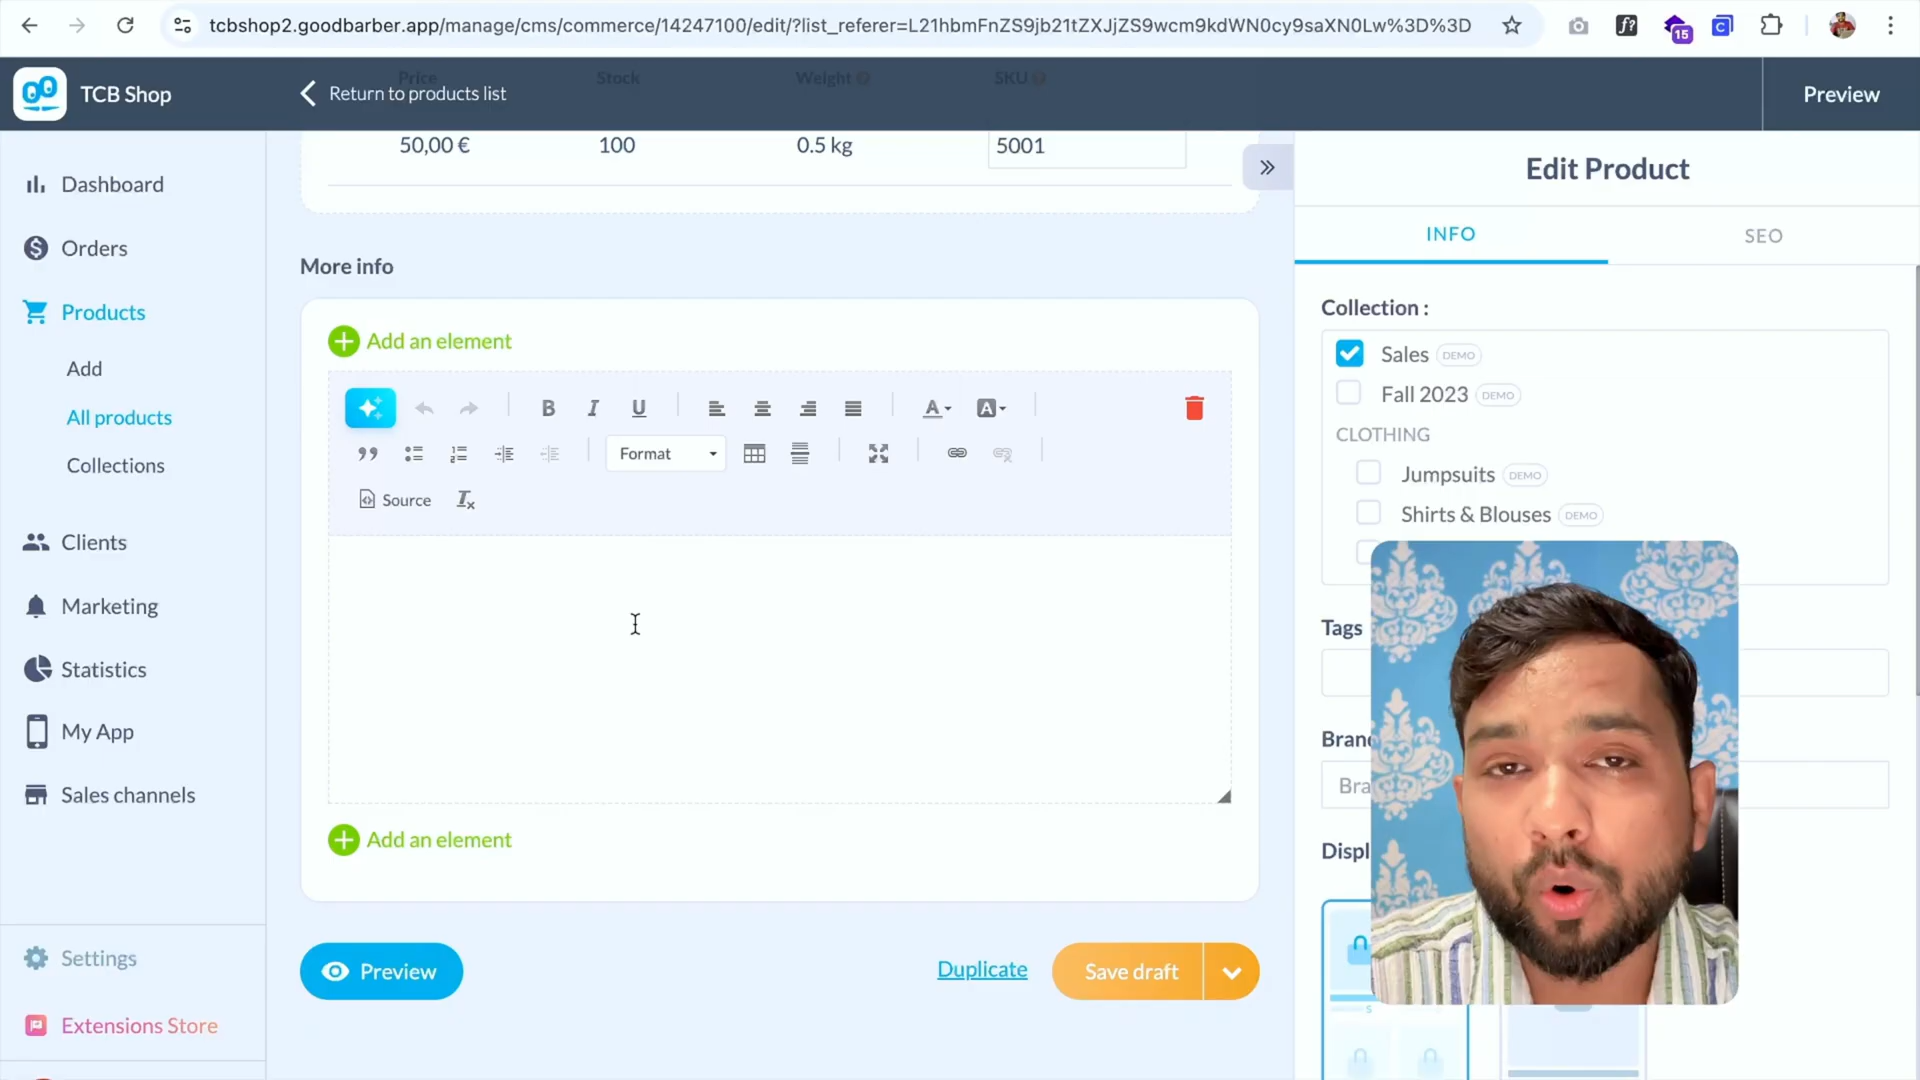 tcbshop2.goodbarber.app/manage/cms/commerce/14247100/edit/?list_referer=L21hbmFnZS9jb21tZXJjZS9wcm9kdWN0cy9saXN0Lw%3D%3D
15
TCB Shop
Return to products list
Preview
Price Stock Weight SKU
50,00 € 100 0.5 kg 5001
Dashboard
Orders
Products
Add
All products
Collections
Clients
Marketing
Statistics
My App
Sales channels
Settings
Extensions Store
More info
Add an element
B I U A A
Format
Source
Add an element
Preview
Duplicate
Save draft
Edit Product
INFO SEO
Collection :
Sales DEMO
Fall 2023 DEMO
CLOTHING
Jumpsuits DEMO
Shirts & Blouses DEMO
Tags